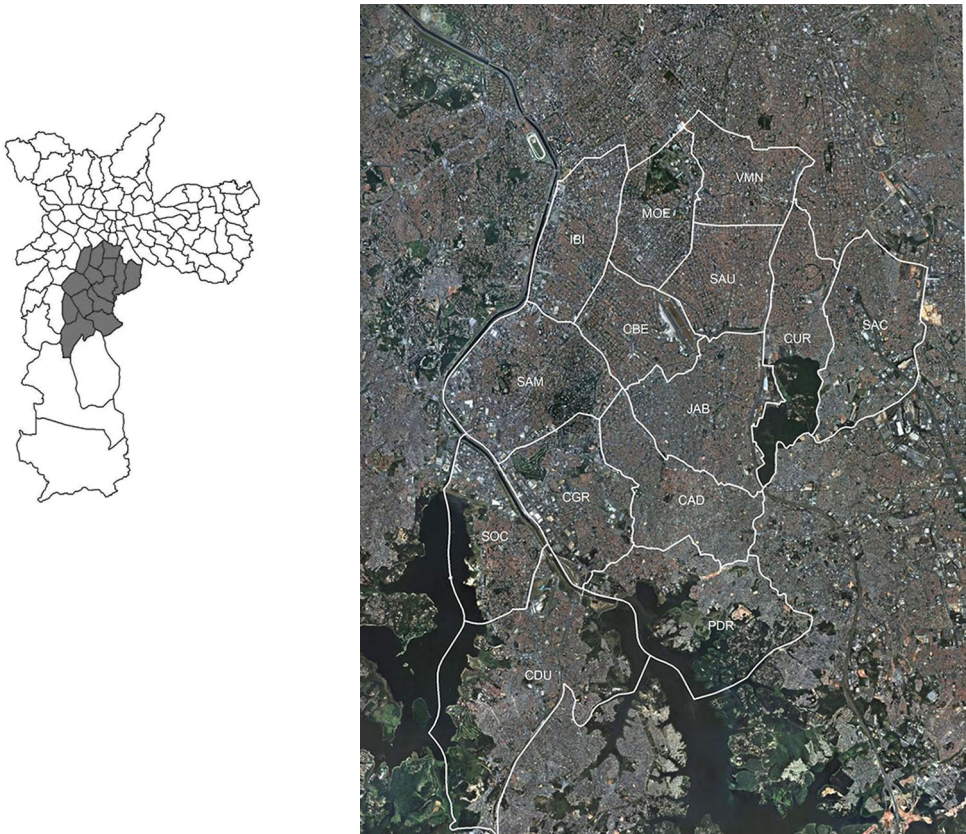 VMN
MOE
IBI
SAU
CBE
CUR
SAC
SAM
JAB
CGR
CAD
SOC
PDR
CDU